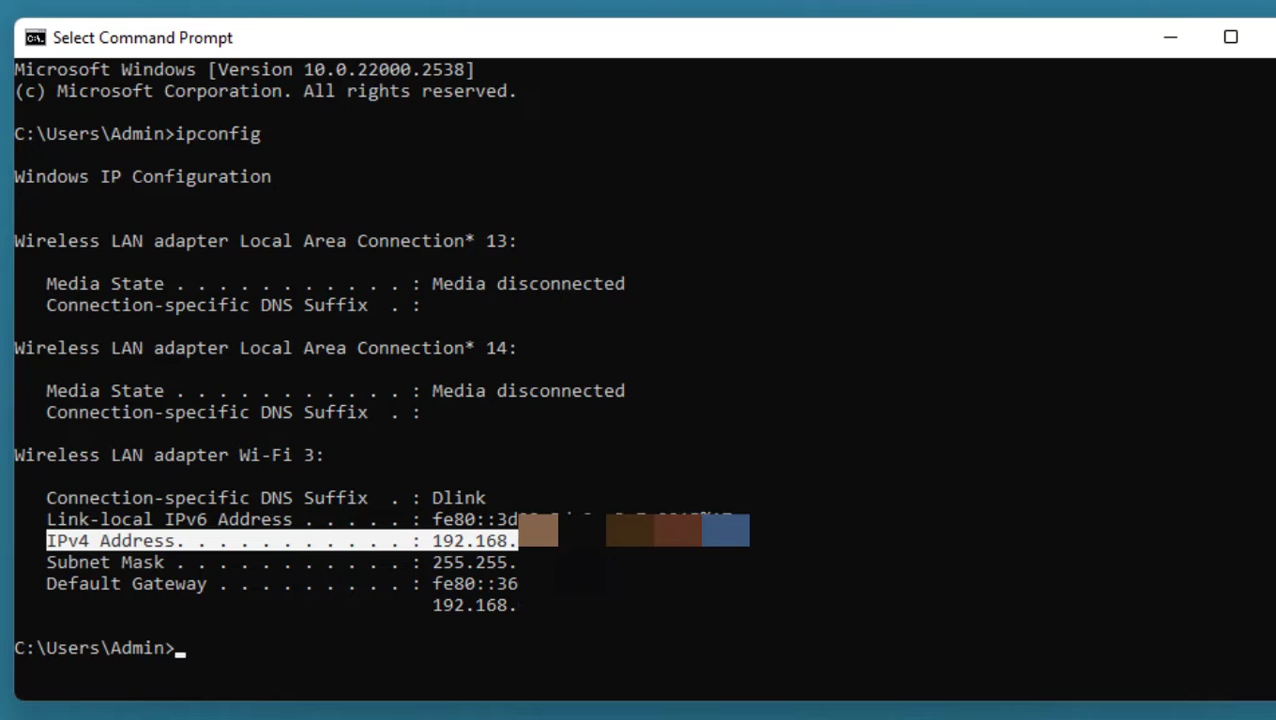 Select Command Prompt
Microsoft Windows [Version 10.0.22000.2538]
(c) Microsoft Corporation. All rights reserved.
C:\Users\Admin>ipconfig
Windows IP Configuration
Wireless LAN adapter Local Area Connection* 13:
Media State . . . . . . . . . . . : Media disconnected
Connection-specific DNS Suffix  . :
Wireless LAN adapter Local Area Connection* 14:
Media State . . . . . . . . . . . : Media disconnected
Connection-specific DNS Suffix  . :
Wireless LAN adapter Wi-Fi 3:
Connection-specific DNS Suffix  . : Dlink
Link-local IPv6 Address . . . . . : fe80::3d
IPv4 Address. . . . . . . . . . . : 192.168.
Subnet Mask . . . . . . . . . . . : 255.255.
Default Gateway . . . . . . . . . : fe80::36
192.168.
C:\Users\Admin>